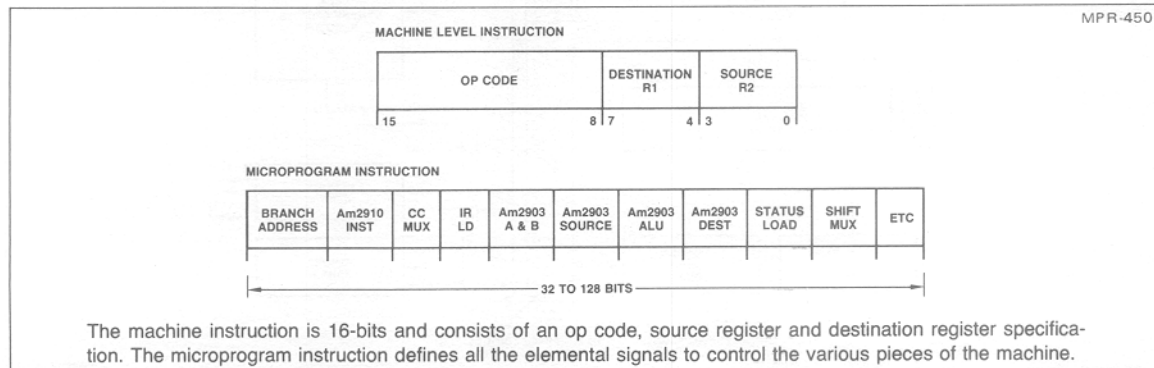 MPR-450
MACHINE LEVEL INSTRUCTION
OP CODE
DESTINATION
R1
SOURCE
R2
15 8 7 4 3 0
MICROPROGRAM INSTRUCTION
BRANCH
ADDRESS
Am2910
INST
CC
MUX
IR
LD
Am2903
A & B
Am2903
SOURCE
Am2903
ALU
Am2903
DEST
STATUS
LOAD
SHIFT
MUX
ETC
32 TO 128 BITS
The machine instruction is 16-bits and consists of an op code, source register and destination register specifica-
tion. The microprogram instruction defines all the elemental signals to control the various pieces of the machine.